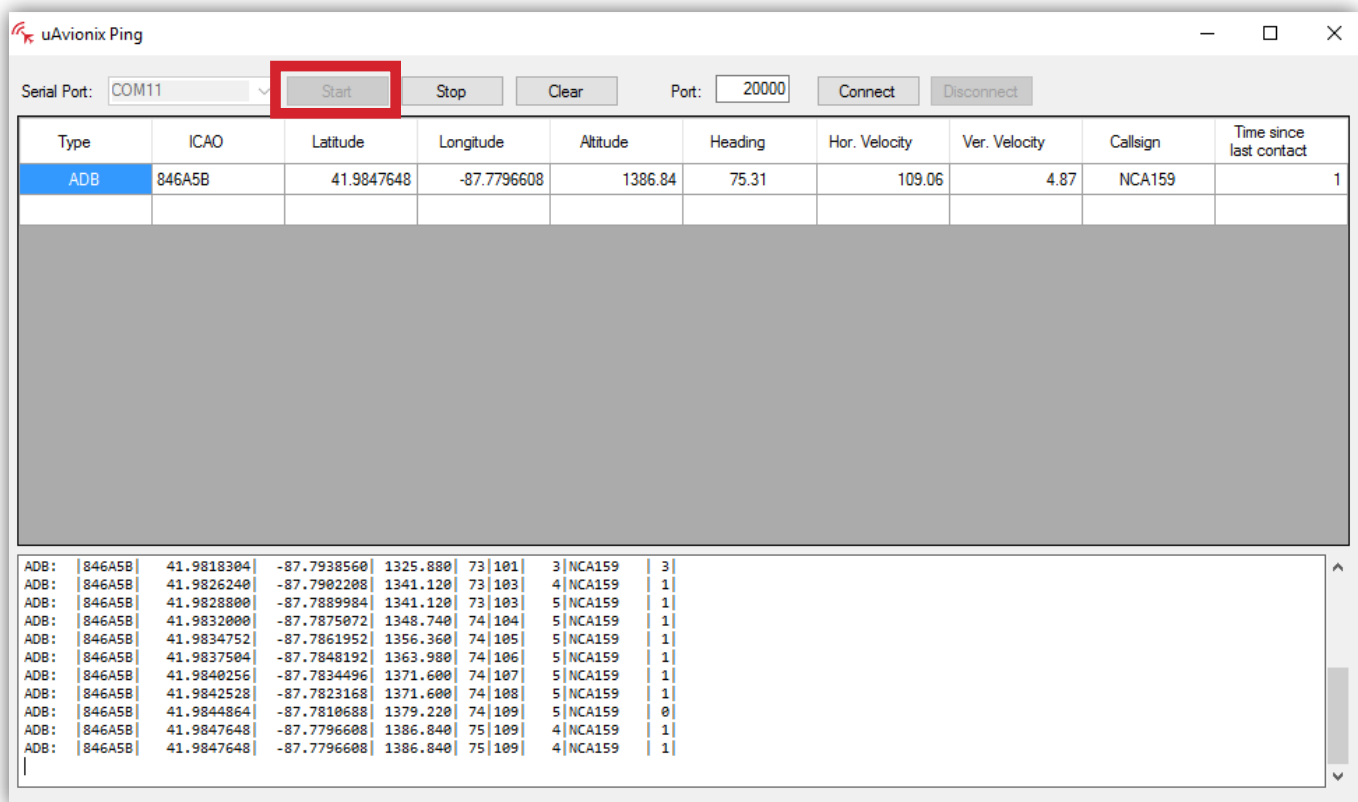 uAvionix Ping
Serial Port: COM11 Start Stop Clear Port: 20000 Connect Disconnect
Type ICAO Latitude Longitude Altitude Heading Hor. Velocity Ver. Velocity Callsign Time since last contact
ADB 846A5B 41.9847648 -87.7796608 1386.84 75.31 109.06 4.87 NCA159 1
ADB: |846A5B| 41.9818304| -87.7938560| 1325.880| 73|101| 3|NCA159 | 3|
ADB: |846A5B| 41.9826240| -87.7902208| 1341.120| 73|103| 4|NCA159 | 1|
ADB: |846A5B| 41.9828800| -87.7889984| 1341.120| 73|103| 5|NCA159 | 1|
ADB: |846A5B| 41.9832000| -87.7875072| 1348.740| 74|104| 5|NCA159 | 1|
ADB: |846A5B| 41.9834752| -87.7861952| 1356.360| 74|105| 5|NCA159 | 1|
ADB: |846A5B| 41.9837504| -87.7848192| 1363.980| 74|106| 5|NCA159 | 1|
ADB: |846A5B| 41.9840256| -87.7834496| 1371.600| 74|107| 5|NCA159 | 1|
ADB: |846A5B| 41.9842528| -87.7823168| 1371.600| 74|108| 5|NCA159 | 1|
ADB: |846A5B| 41.9844864| -87.7810688| 1379.220| 74|109| 5|NCA159 | 0|
ADB: |846A5B| 41.9847648| -87.7796608| 1386.840| 75|109| 4|NCA159 | 1|
ADB: |846A5B| 41.9847648| -87.7796608| 1386.840| 75|109| 4|NCA159 | 1|